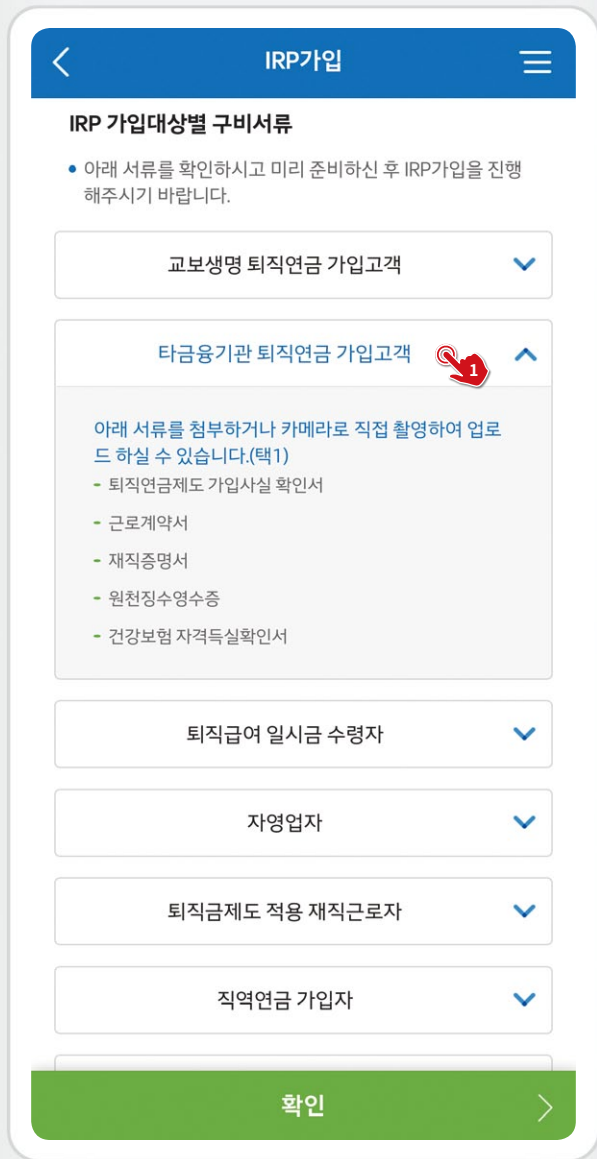 IRP가입
IRP 가입대상별 구비서류
• 아래 서류를 확인하시고 미리 준비하신 후 IRP가입을 진행
해주시기 바랍니다.
교보생명 퇴직연금 가입고객
타금융기관 퇴직연금 가입고객
1
아래 서류를 첨부하거나 카메라로 직접 촬영하여 업로
드 하실 수 있습니다.(택1)
- 퇴직연금제도 가입사실 확인서
- 근로계약서
- 재직증명서
- 원천징수영수증
- 건강보험 자격득실확인서
퇴직급여 일시금 수령자
자영업자
퇴직금제도 적용 재직근로자
직역연금 가입자
확인